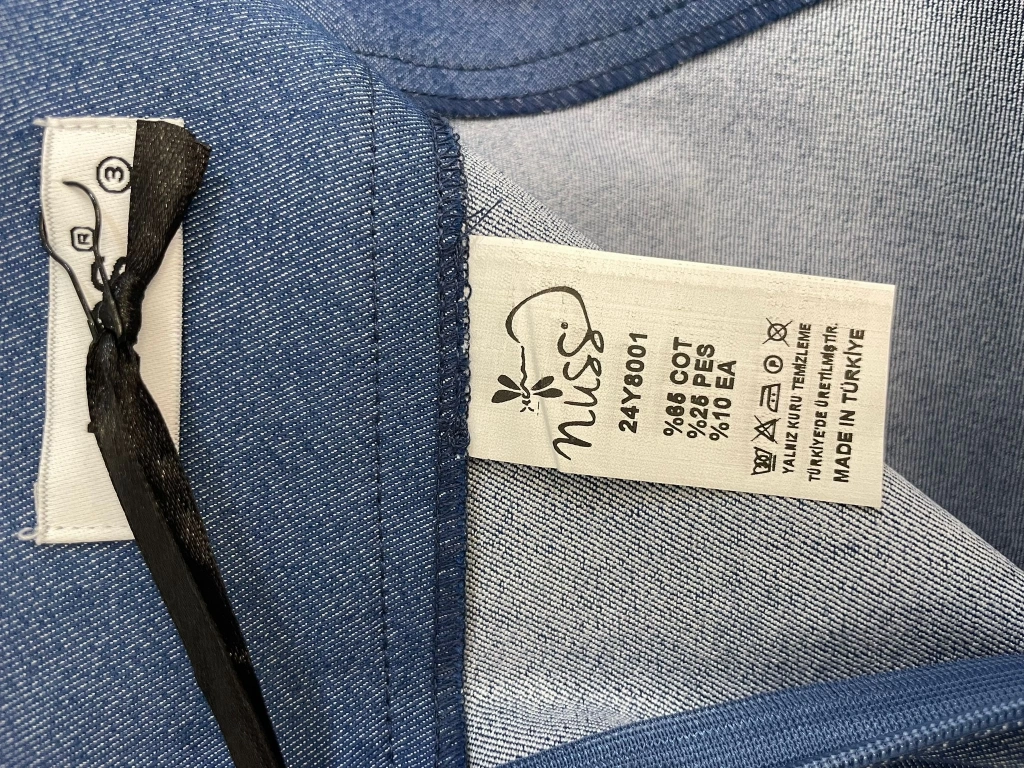 3
R
nuss
24Y8001
%65 COT
%25 PES
%10 EA
P
YALNIZ KURU TEMİZLEME
TÜRKİYE'DE ÜRETİLMİŞTİR.
MADE IN TÜRKİYE